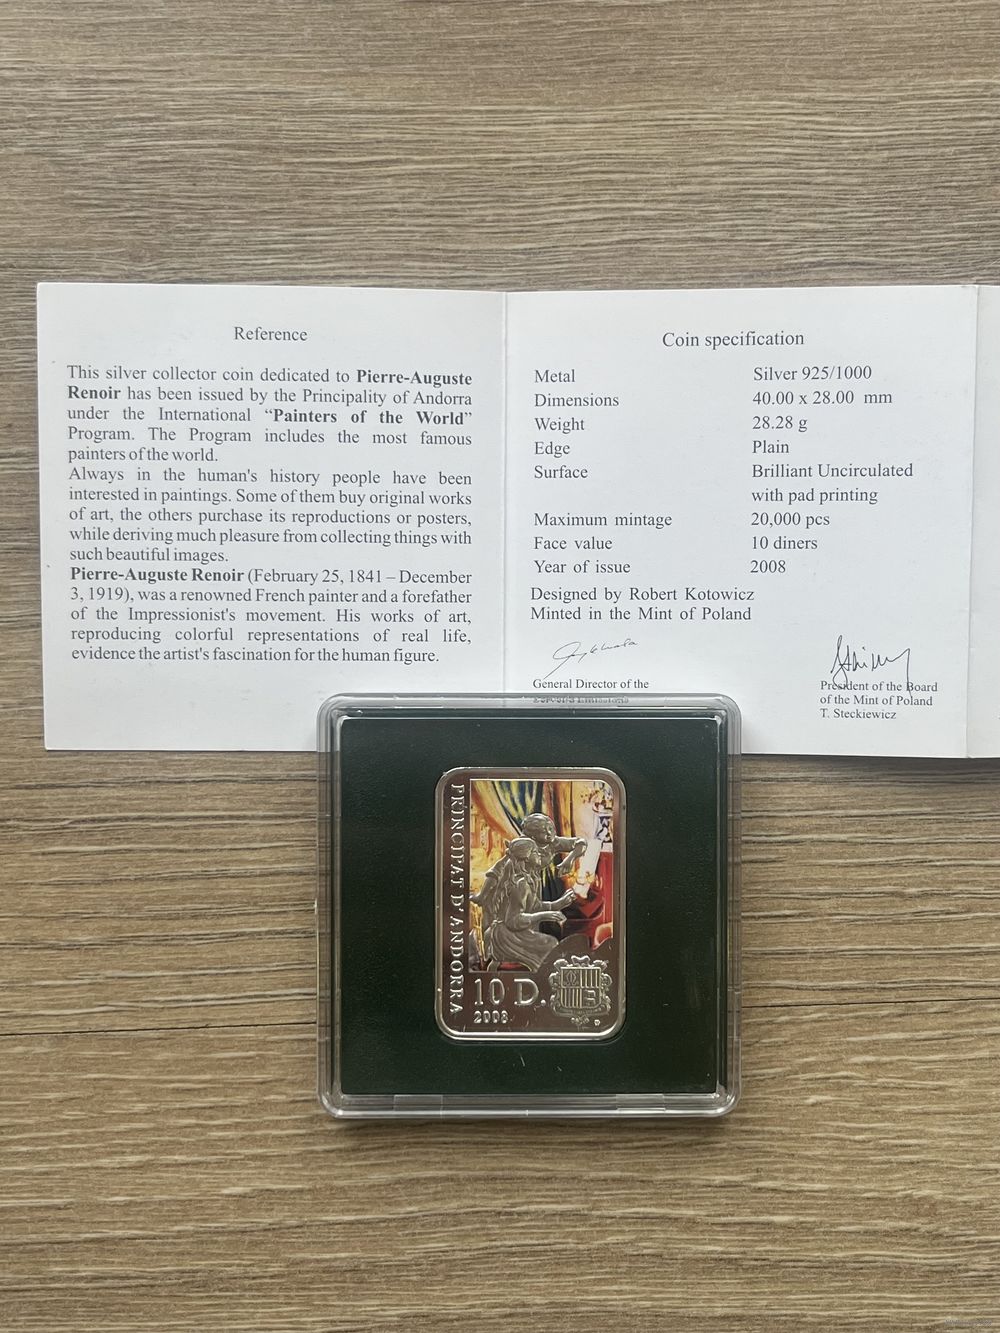 Reference
This silver collector coin dedicated to Pierre-Auguste
Renoir has been issued by the Principality of Andorra
under the International “Painters of the World”
Program. The Program includes the most famous
painters of the world.
Always in the human's history people have been
interested in paintings. Some of them buy original works
of art, the others purchase its reproductions or posters,
while deriving much pleasure from collecting things with
such beautiful images.
Pierre-Auguste Renoir (February 25, 1841 – December
3, 1919), was a renowned French painter and a forefather
of the Impressionist's movement. His works of art,
reproducing colorful representations of real life,
evidence the artist's fascination for the human figure.
Coin specification
Metal Silver 925/1000
Dimensions 40.00 x 28.00 mm
Weight 28.28 g
Edge Plain
Surface Brilliant Uncirculated
with pad printing
Maximum mintage 20,000 pcs
Face value 10 diners
Year of issue 2008
Designed by Robert Kotowicz
Minted in the Mint of Poland
General Director of the
President of the Board
of the Mint of Poland
T. Steckiewicz
PRINCIPAT D'ANDORRA
10 D.
2008